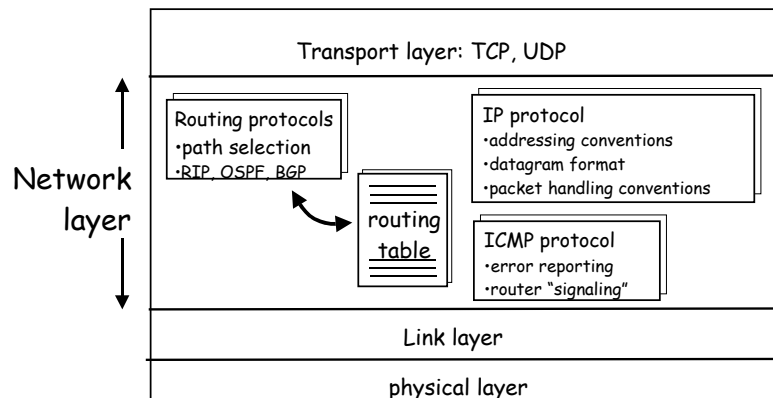 Transport layer: TCP, UDP
Network
layer
Routing protocols
•path selection
•RIP, OSPF, BGP
routing
table
IP protocol
•addressing conventions
•datagram format
•packet handling conventions
ICMP protocol
•error reporting
•router “signaling”
Link layer
physical layer